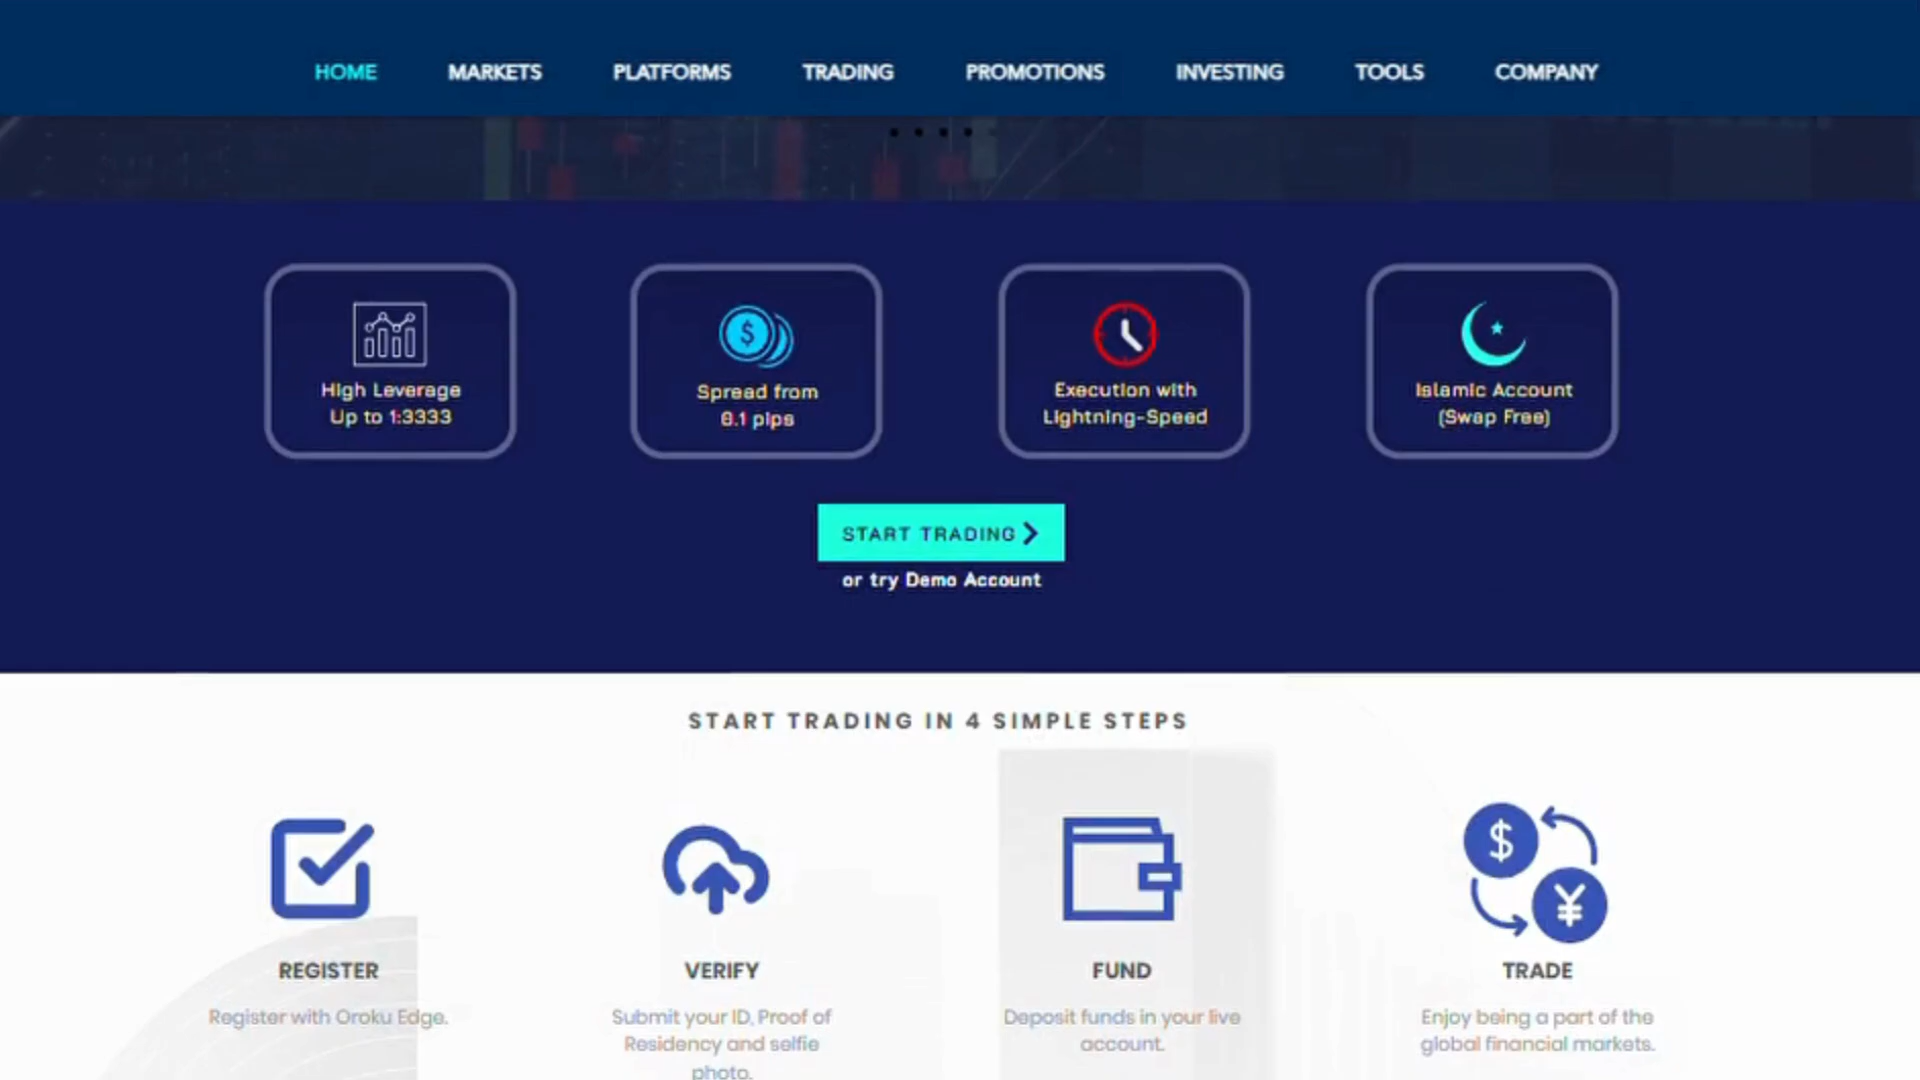 HOME MARKETS PLATFORMS TRADING PROMOTIONS INVESTING TOOLS COMPANY
High Leverage
Up to 1:3333
Spread from
0.1 pips
Execution with
Lightning-Speed
Islamic Account
(Swap Free)
START TRADING
or try Demo Account
START TRADING IN 4 SIMPLE STEPS
REGISTER
Register with Oroku Edge.
VERIFY
Submit your ID, Proof of
Residency and selfie
photo.
FUND
Deposit funds in your live
account.
TRADE
Enjoy being a part of the
global financial markets.